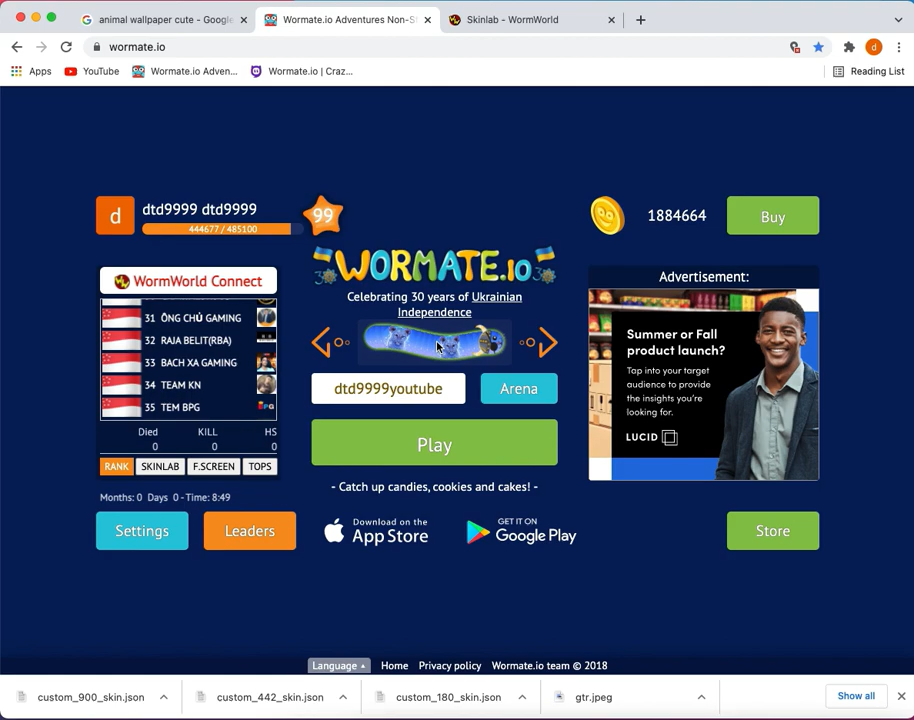 animal wallpaper cute - Google
Wormate.io Adventures Non-S
Skinlab - WormWorld
wormate.io
d
Apps
YouTube
Wormate.io Adven...
Wormate.io | Craz...
Reading List
d
dtd9999 dtd9999
444677 / 485100
99
1884664
Buy
WORMATE.io
Celebrating 30 years of Ukrainian
Independence
WormWorld Connect
31 ÔNG CHỦ GAMING
32 RAJA BELIT(RBA)
33 BACH XA GAMING
34 TEAM KN
35 TEM BPG
Died KILL HS
0 0 0
RANK SKINLAB F.SCREEN TOPS
Months: 0 Days 0 - Time: 8:49
dtd9999youtube
Arena
Play
- Catch up candies, cookies and cakes! -
Advertisement:
Summer or Fall
product launch?
Tap into your target
audience to provide
the insights you're
looking for.
LUCID
Settings
Leaders
Download on the
App Store
GET IT ON
Google Play
Store
Language
Home
Privacy policy
Wormate.io team © 2018
custom_900_skin.json
custom_442_skin.json
custom_180_skin.json
gtr.jpeg
Show all